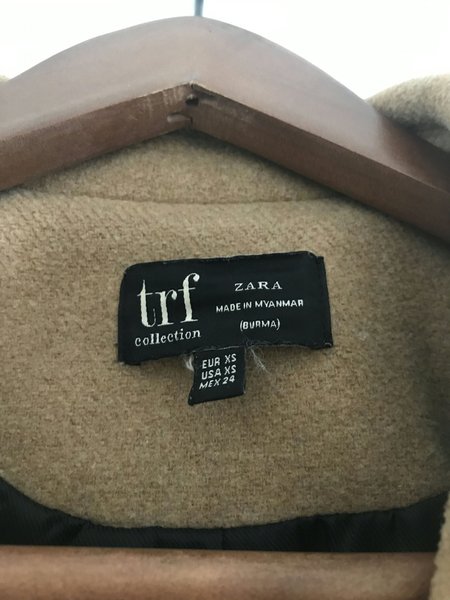 trf
collection
ZARA
MADE IN MYANMAR
(BURMA)
EUR XS
USA XS
MEX 24